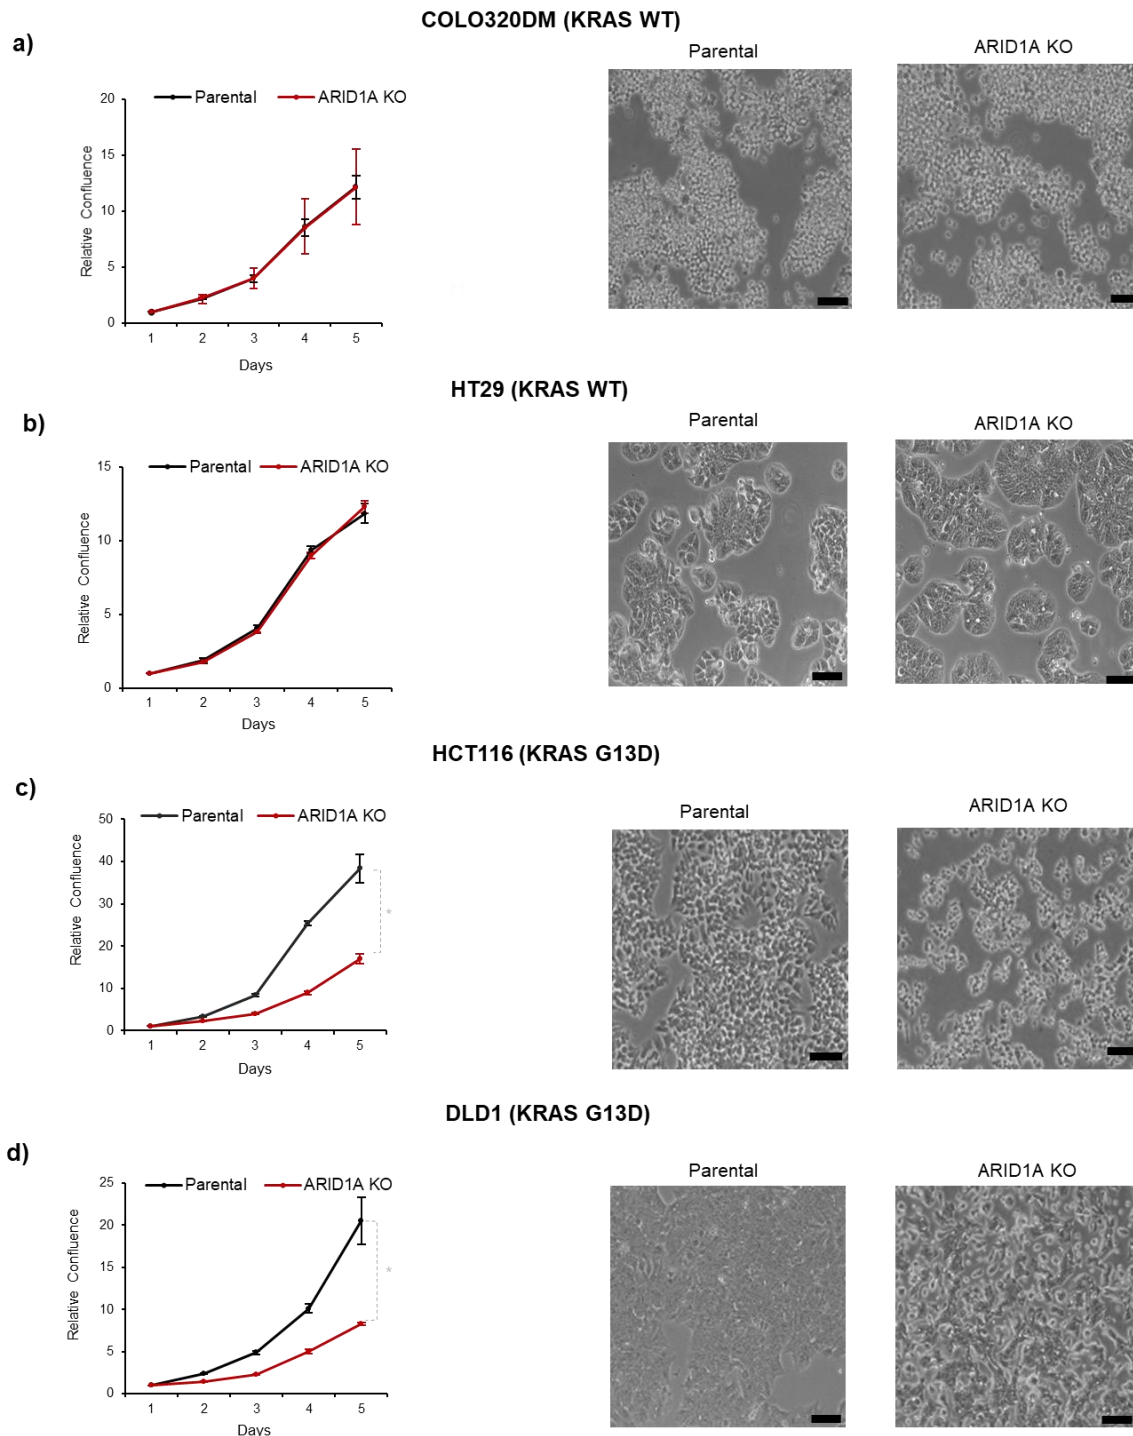 COLO320DM (KRAS WT)
a)
Parental
ARID1A KO
Parental ARID1A KO
20
15
10
5
0
Relative Confluence
1 2 3 4 5
Days
HT29 (KRAS WT)
b)
Parental
ARID1A KO
Parental ARID1A KO
15
10
5
0
Relative Confluence
1 2 3 4 5
Days
HCT116 (KRAS G13D)
c)
Parental
ARID1A KO
Parental ARID1A KO
50
40
30
20
10
0
Relative Confluence
*
1 2 3 4 5
Days
DLD1 (KRAS G13D)
d)
Parental
ARID1A KO
Parental ARID1A KO
25
20
15
10
5
0
Relative Confluence
*
1 2 3 4 5
Days